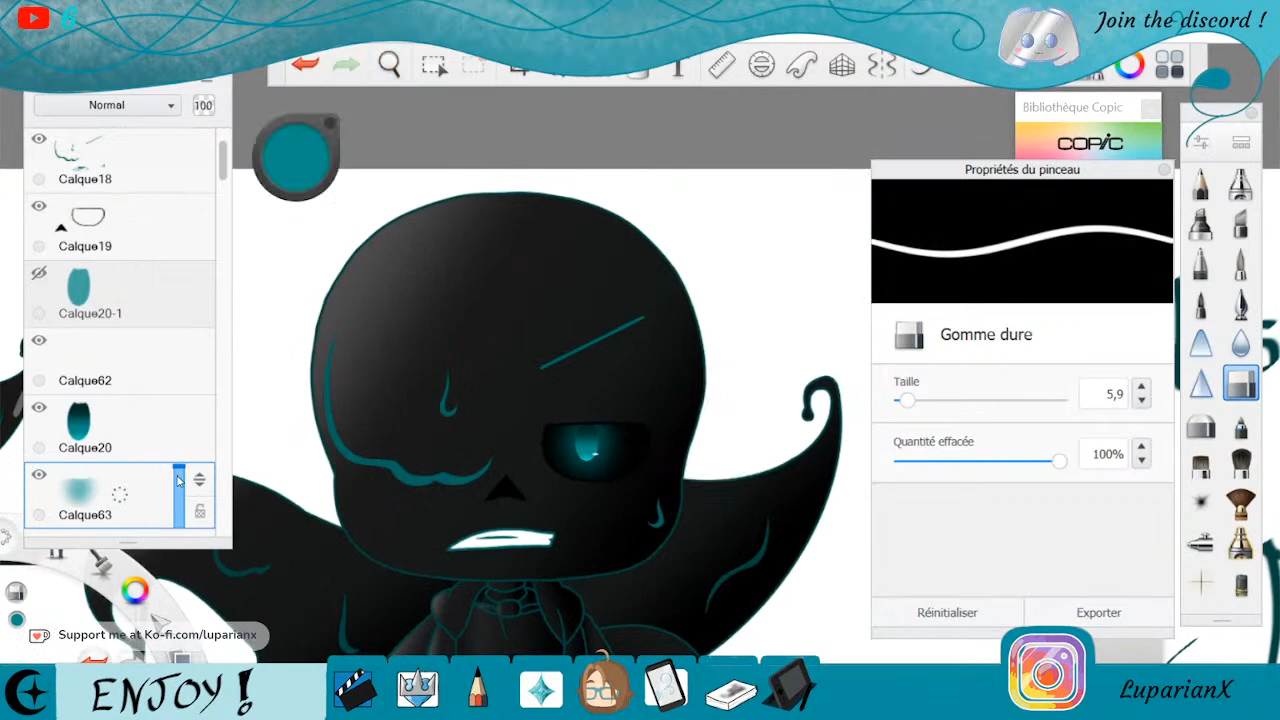 6
Join the discord !
Normal
100
Calque18
Calque19
Calque20-1
Calque62
Calque20
Calque63
Bibliothèque Copic
COPIC
Propriétés du pinceau
Gomme dure
Taille
5,9
Quantité effacée
100%
Réinitialiser
Exporter
Support me at Ko-fi.com/luparianx
ENJOY !
LuparianX